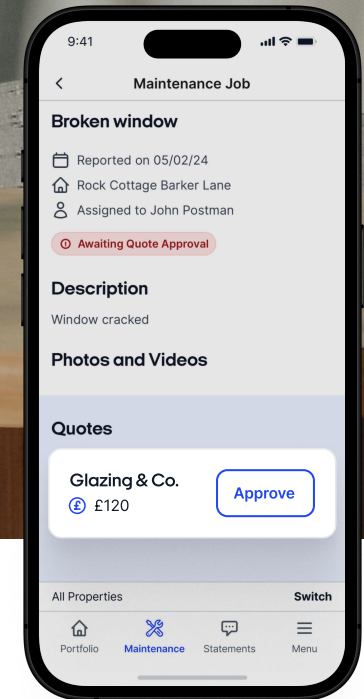 9:41
Maintenance Job
Broken window
Reported on 05/02/24
Rock Cottage Barker Lane
Assigned to John Postman
Awaiting Quote Approval
Description
Window cracked
Photos and Videos
Quotes
Glazing & Co.
£ £120
Approve
All Properties Switch
Portfolio Maintenance Statements Menu